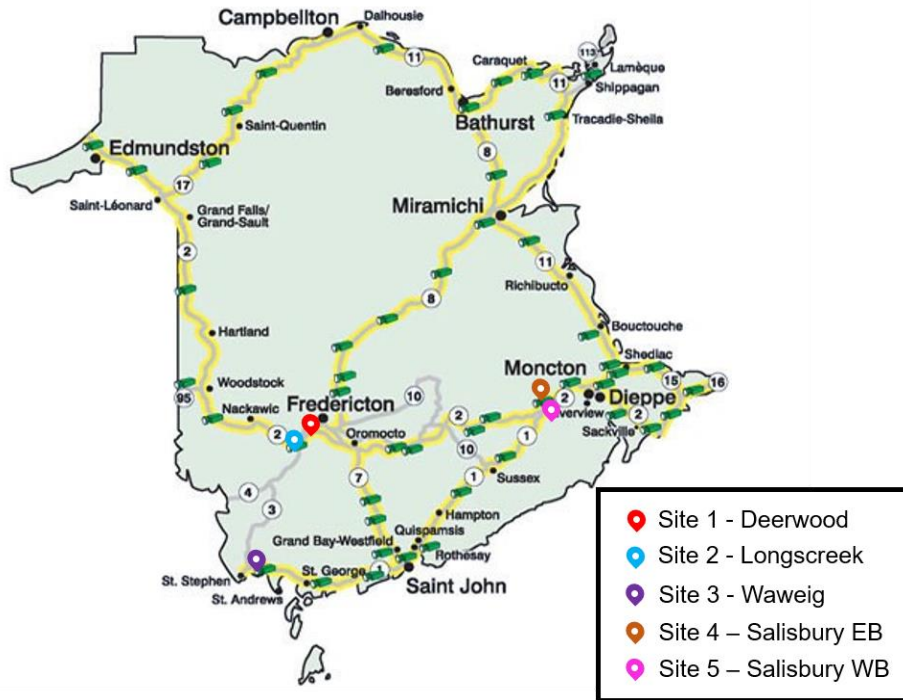 Campbellton
Dalhousie
11
Beresford
Caraquet
113
Lamèque
11
Shippagan
Bathurst
Tracadie-Sheila
8
Saint-Quentin
Edmundston
17
Saint-Léonard
Grand Falls/
Grand-Sault
Miramichi
2
11
Richibucto
8
Hartland
Bouctouche
Woodstock
95
Nackawic
Fredericton
10
Moncton
Shediac
15
16
2
Dieppe
verview
2
Sackville
2
2
Oromocto
10
1
7
1
Sussex
4
3
Hampton
Quispamsis
Grand Bay-Westfield
Rothesay
1
Saint John
St. Stephen
St. George
St. Andrews
Site 1 - Deerwood
Site 2 - Longscreek
Site 3 - Waweig
Site 4 – Salisbury EB
Site 5 – Salisbury WB